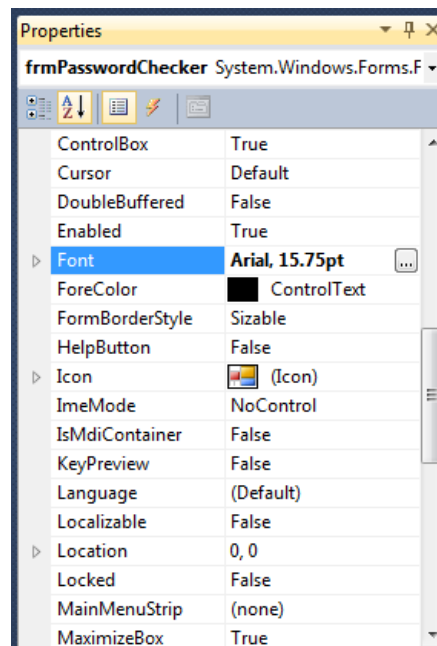 Properties
frmPasswordChecker System.Windows.Forms.F
ControlBox True
Cursor Default
DoubleBuffered False
Enabled True
Font Arial, 15.75pt ...
ForeColor ControlText
FormBorderStyle Sizable
HelpButton False
Icon (Icon)
ImeMode NoControl
IsMdiContainer False
KeyPreview False
Language (Default)
Localizable False
Location 0, 0
Locked False
MainMenuStrip (none)
MaximizeBox True